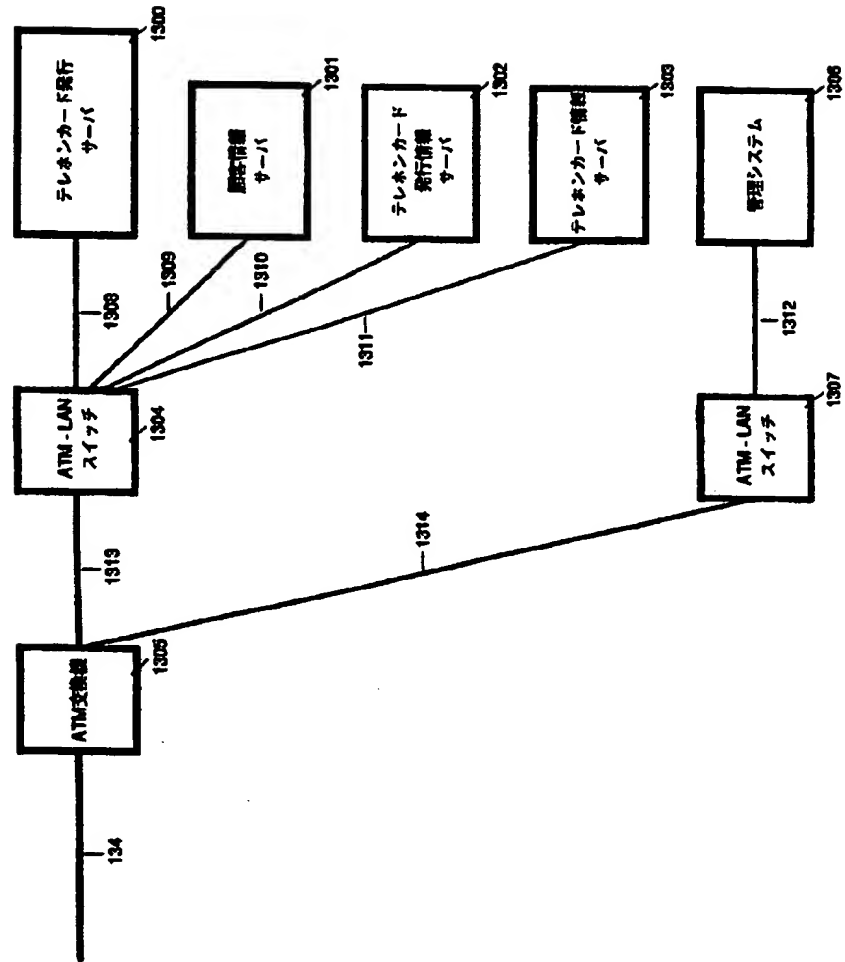 テレホンカード発行
サーバ
1300
顧客情報
サーバ
1301
テレホンカード
発行情報
サーバ
1302
テレホンカード情報
サーバ
1303
管理システム
1306
1308
1309
1310
1311
1312
ATM-LAN
スイッチ
1304
ATM-LAN
スイッチ
1307
1313
1314
ATM交換機
1305
134